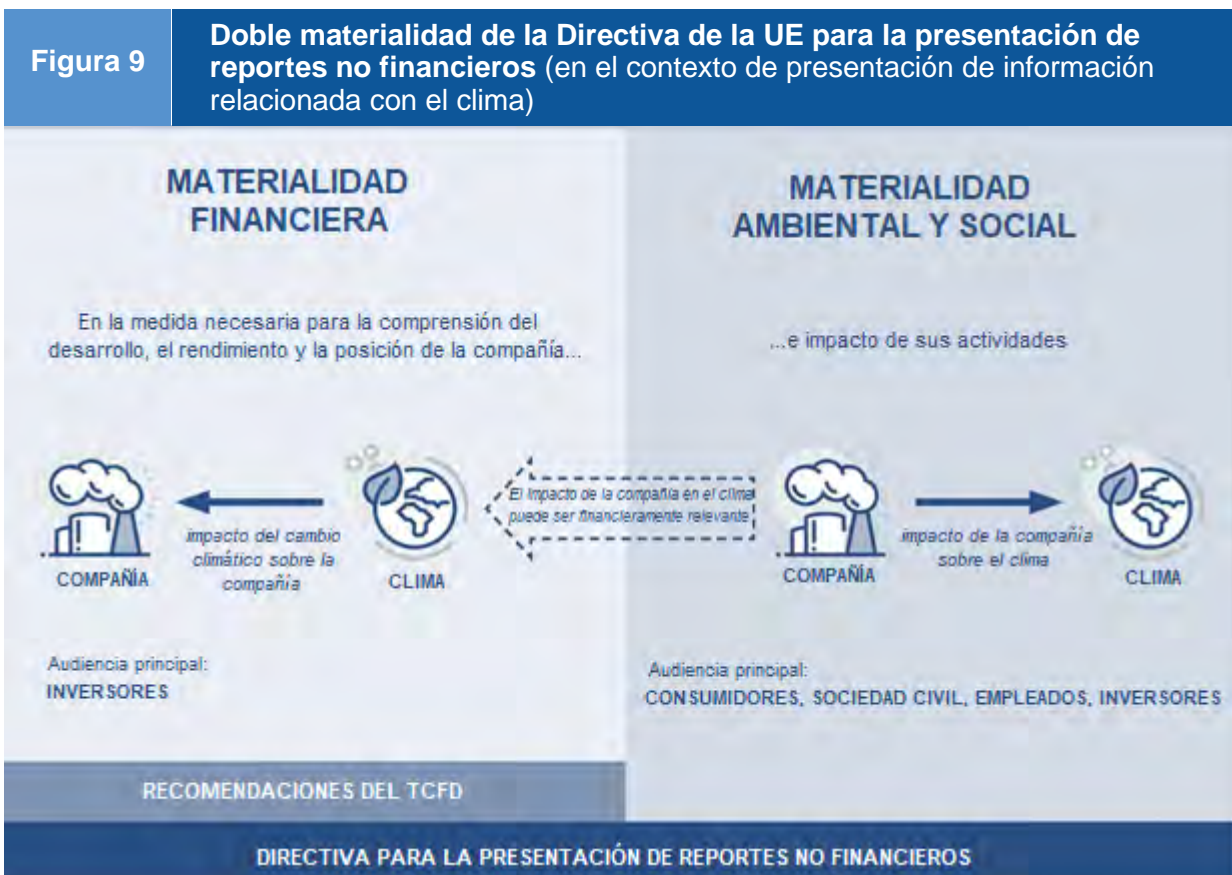 Figura 9
Doble materialidad de la Directiva de la UE para la presentación de
reportes no financieros (en el contexto de presentación de información
relacionada con el clima)
MATERIALIDAD
FINANCIERA
En la medida necesaria para la comprensión del
desarrollo, el rendimiento y la posición de la compañía...
impacto del cambio
climático sobre la
compañía
COMPAÑÍA
CLIMA
Audiencia principal:
INVERSORES
El impacto de la compañía en el clima
puede ser financieramente relevante
MATERIALIDAD
AMBIENTAL Y SOCIAL
...e impacto de sus actividades
impacto de la compañía
sobre el clima
COMPAÑÍA
CLIMA
Audiencia principal:
CONSUMIDORES, SOCIEDAD CIVIL, EMPLEADOS, INVERSORES
RECOMENDACIONES DEL TCFD
DIRECTIVA PARA LA PRESENTACIÓN DE REPORTES NO FINANCIEROS